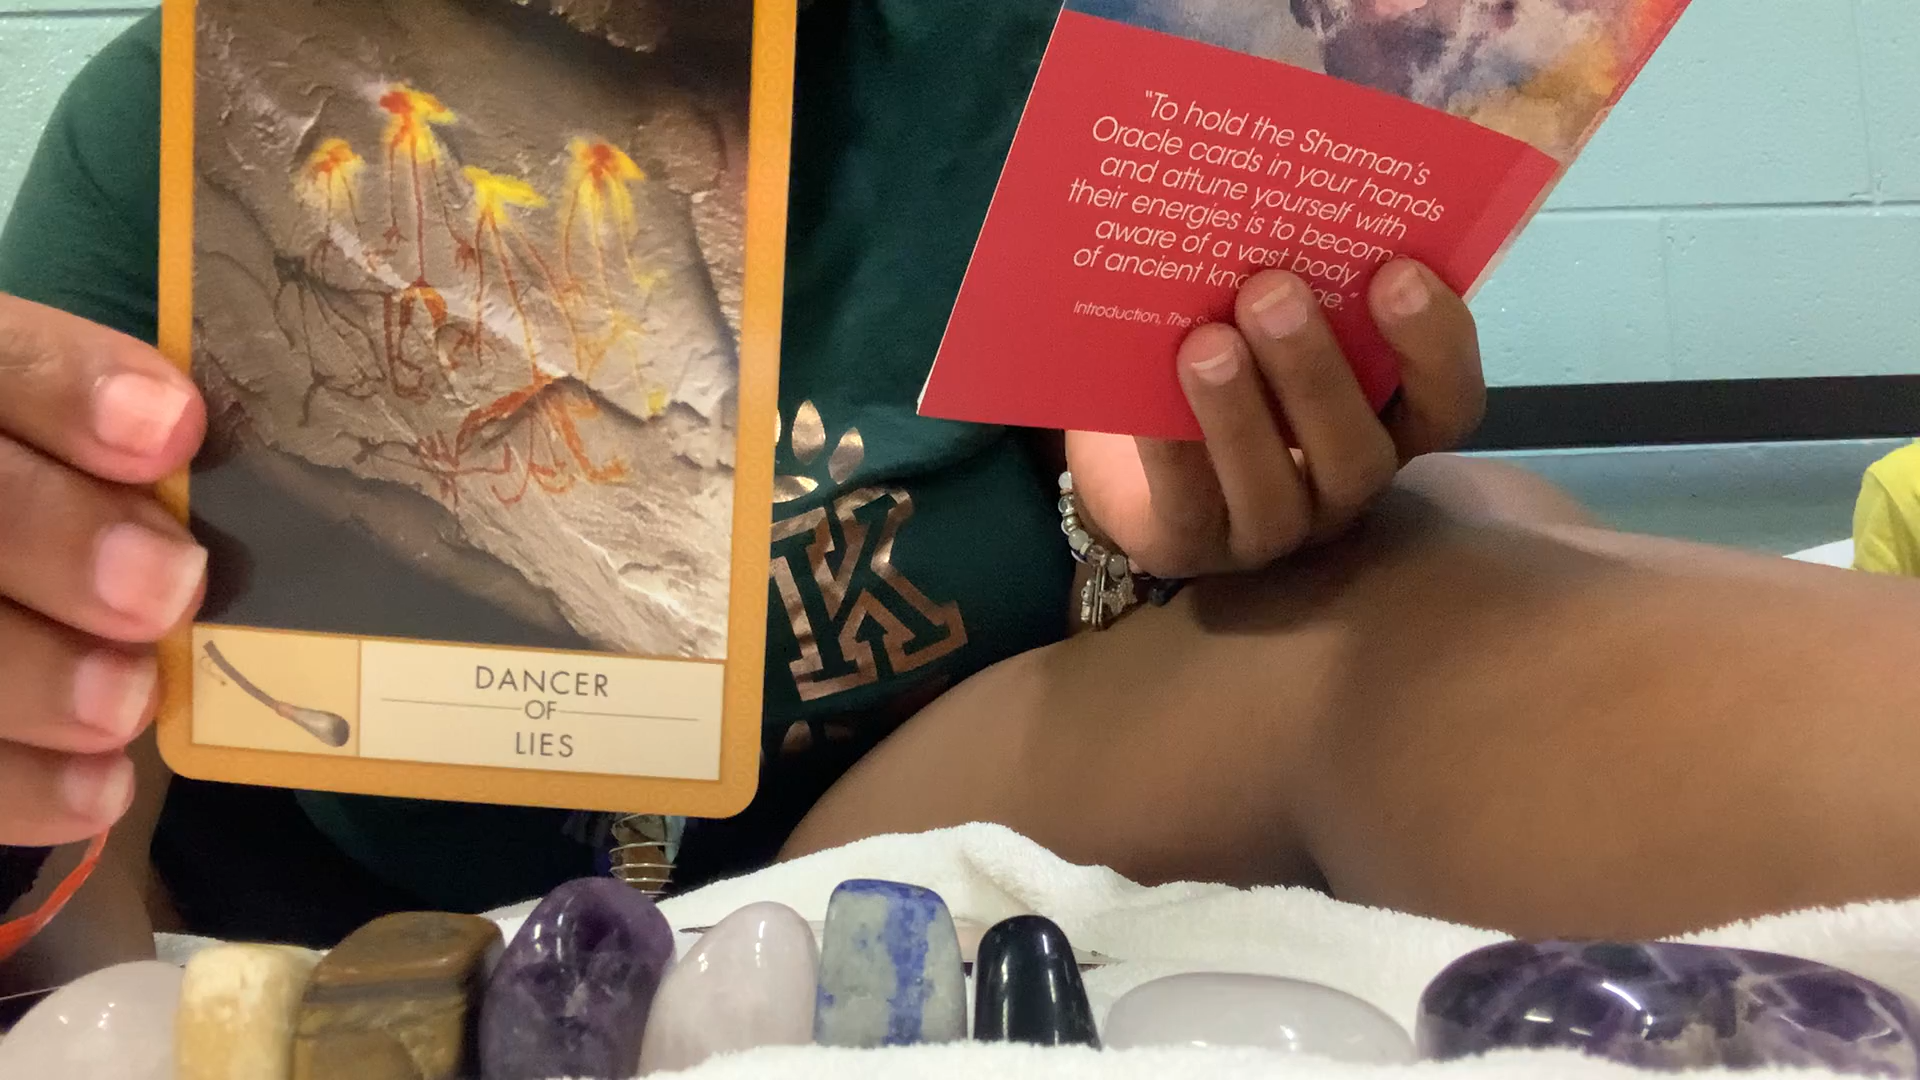 DANCER
OF
LIES
"To hold the Shaman's
Oracle cards in your hands
and attune yourself with
their energies is to become
aware of a vast body
of ancient
Introduction, The
K